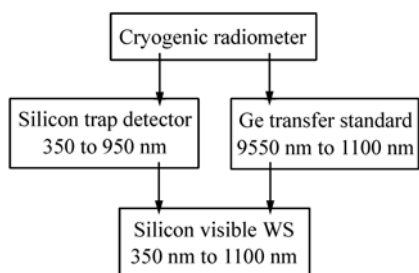 Cryogenic radiometer
Silicon trap detector
350 to 950 nm
Ge transfer standard
9550 nm to 1100 nm
Silicon visible WS
350 nm to 1100 nm